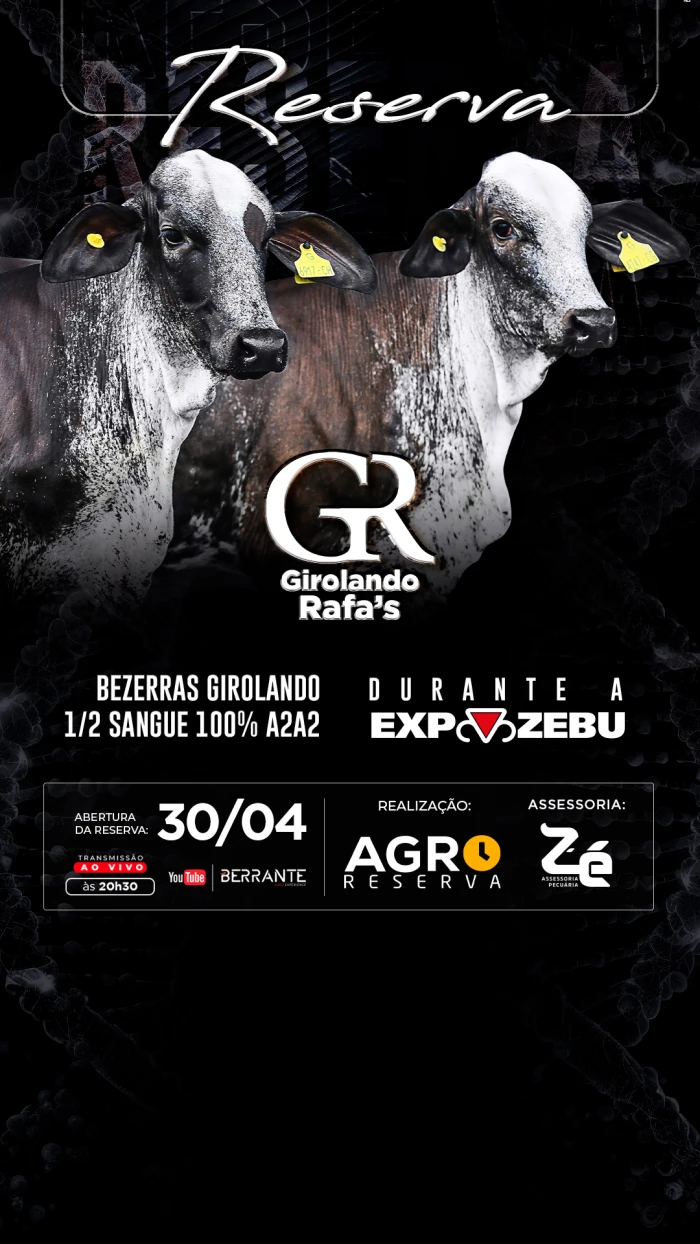 Reserva
GR
Girolando
Rafa's
BEZERRAS GIROLANDO
1/2 SANGUE 100% A2A2
DURANTE A
EXPOZEBU
ABERTURA
DA RESERVA:
30/04
TRANSMISSÃO
AO VIVO
às 20h30
YouTube
BERRANTE
REALIZAÇÃO:
AGRO
RESERVA
ASSESSORIA:
Zé
ASSESSORIA
PECUÁRIA